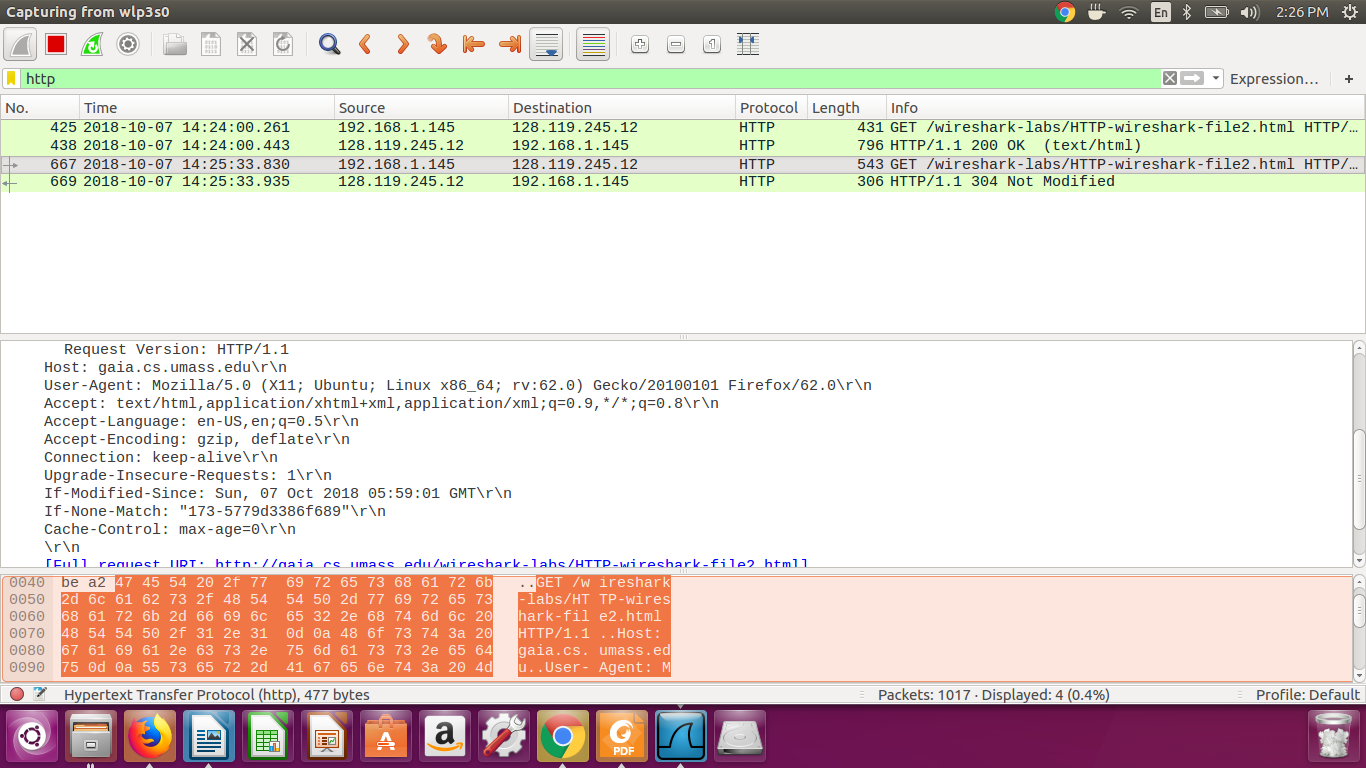 Capturing from wlp3s0 En 2:26 PM
http Expression… +
No. Time Source Destination Protocol Length Info
425 2018-10-07 14:24:00.261 192.168.1.145 128.119.245.12 HTTP 431 GET /wireshark-labs/HTTP-wireshark-file2.html HTTP/…
438 2018-10-07 14:24:00.443 128.119.245.12 192.168.1.145 HTTP 796 HTTP/1.1 200 OK  (text/html)
667 2018-10-07 14:25:33.830 192.168.1.145 128.119.245.12 HTTP 543 GET /wireshark-labs/HTTP-wireshark-file2.html HTTP/…
669 2018-10-07 14:25:33.935 128.119.245.12 192.168.1.145 HTTP 306 HTTP/1.1 304 Not Modified
Request Version: HTTP/1.1
Host: gaia.cs.umass.edu\r\n
User-Agent: Mozilla/5.0 (X11; Ubuntu; Linux x86_64; rv:62.0) Gecko/20100101 Firefox/62.0\r\n
Accept: text/html,application/xhtml+xml,application/xml;q=0.9,*/*;q=0.8\r\n
Accept-Language: en-US,en;q=0.5\r\n
Accept-Encoding: gzip, deflate\r\n
Connection: keep-alive\r\n
Upgrade-Insecure-Requests: 1\r\n
If-Modified-Since: Sun, 07 Oct 2018 05:59:01 GMT\r\n
If-None-Match: "173-5779d3386f689"\r\n
Cache-Control: max-age=0\r\n
\r\n
[Full request URI: http://gaia.cs.umass.edu/wireshark-labs/HTTP-wireshark-file2.html]
0040 be a2 47 45 54 20 2f 77 69 72 65 73 68 61 72 6b ..GET /w ireshark
0050 2d 6c 61 62 73 2f 48 54 54 50 2d 77 69 72 65 73 -labs/HT TP-wires
0060 68 61 72 6b 2d 66 69 6c 65 32 2e 68 74 6d 6c 20 hark-fil e2.html
0070 48 54 54 50 2f 31 2e 31 0d 0a 48 6f 73 74 3a 20 HTTP/1.1 ..Host:
0080 67 61 69 61 2e 63 73 2e 75 6d 61 73 73 2e 65 64 gaia.cs. umass.ed
0090 75 0d 0a 55 73 65 72 2d 41 67 65 6e 74 3a 20 4d u..User- Agent: M
Hypertext Transfer Protocol (http), 477 bytes Packets: 1017 · Displayed: 4 (0.4%) Profile: Default
a PDF